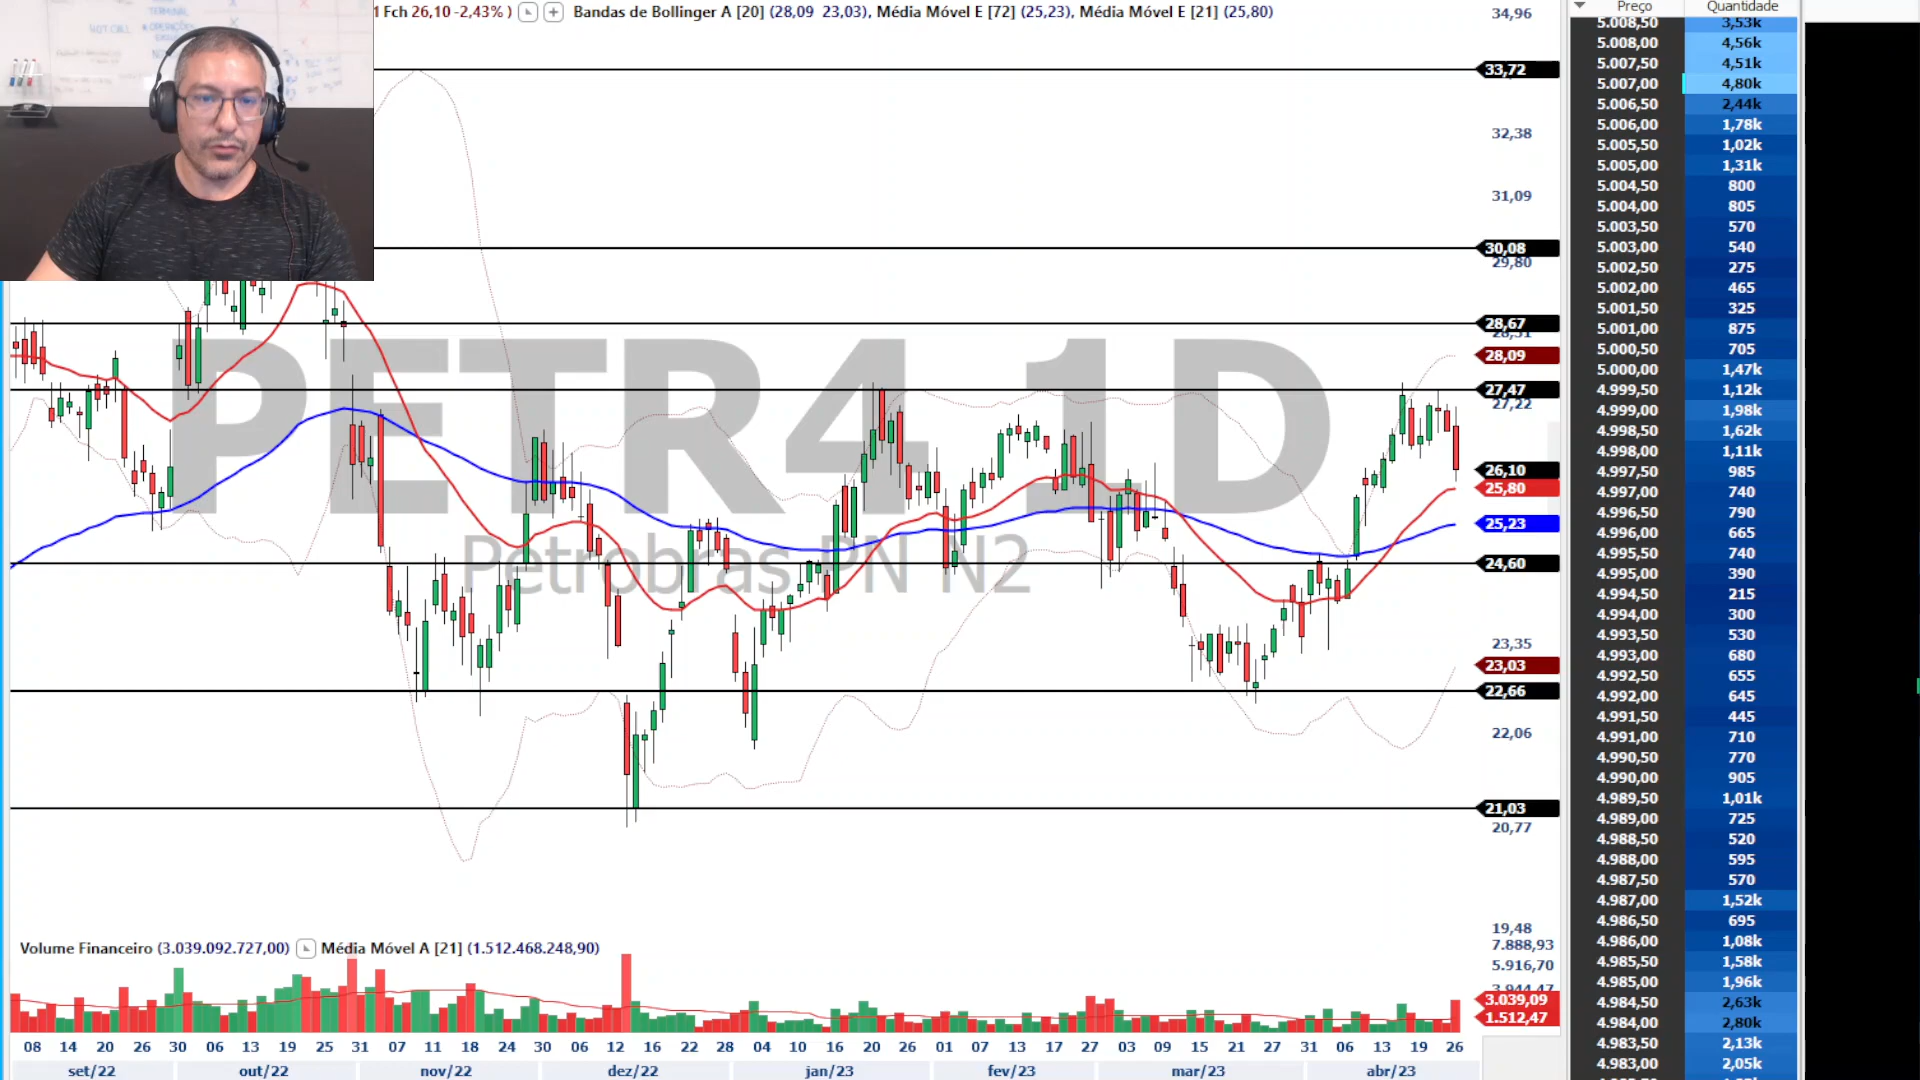 TERMINAL
HOT CALL
OPERAÇÕES
1 Fch 26,10 -2,43% ) Bandas de Bollinger A [20] (28,09 23,03), Média Móvel E [72] (25,23), Média Móvel E [21] (25,80)
34,96
33,72
32,38
31,09
30,08
29,80
28,67
28,09
27,47
27,22
26,10
25,80
25,23
24,60
23,35
23,03
22,66
22,06
21,03
20,77
19,48
PETR4 1D
Petrobras PN N2
Volume Financeiro (3.039.092.727,00) Média Móvel A [21] (1.512.468.248,90)
7.888,93
5.916,70
3.039,09
1.512,47
08 14 20 26 30 06 13 19 25 31 07 11 18 24 30 06 12 16 22 28 04 10 16 20 26 01 07 13 17 27 03 09 15 21 27 31 06 13 19 26
set/22 out/22 nov/22 dez/22 jan/23 fev/23 mar/23 abr/23
Preço Quantidade
5.008,50 3,53k
5.008,00 4,56k
5.007,50 4,51k
5.007,00 4,80k
5.006,50 2,44k
5.006,00 1,78k
5.005,50 1,02k
5.005,00 1,31k
5.004,50 800
5.004,00 805
5.003,50 570
5.003,00 540
5.002,50 275
5.002,00 465
5.001,50 325
5.001,00 875
5.000,50 705
5.000,00 1,47k
4.999,50 1,12k
4.999,00 1,98k
4.998,50 1,62k
4.998,00 1,11k
4.997,50 985
4.997,00 740
4.996,50 790
4.996,00 665
4.995,50 740
4.995,00 390
4.994,50 215
4.994,00 300
4.993,50 530
4.993,00 680
4.992,50 655
4.992,00 645
4.991,50 445
4.991,00 710
4.990,50 770
4.990,00 905
4.989,50 1,01k
4.989,00 725
4.988,50 520
4.988,00 595
4.987,50 570
4.987,00 1,52k
4.986,50 695
4.986,00 1,08k
4.985,50 1,58k
4.985,00 1,96k
4.984,50 2,63k
4.984,00 2,80k
4.983,50 2,13k
4.983,00 2,05k